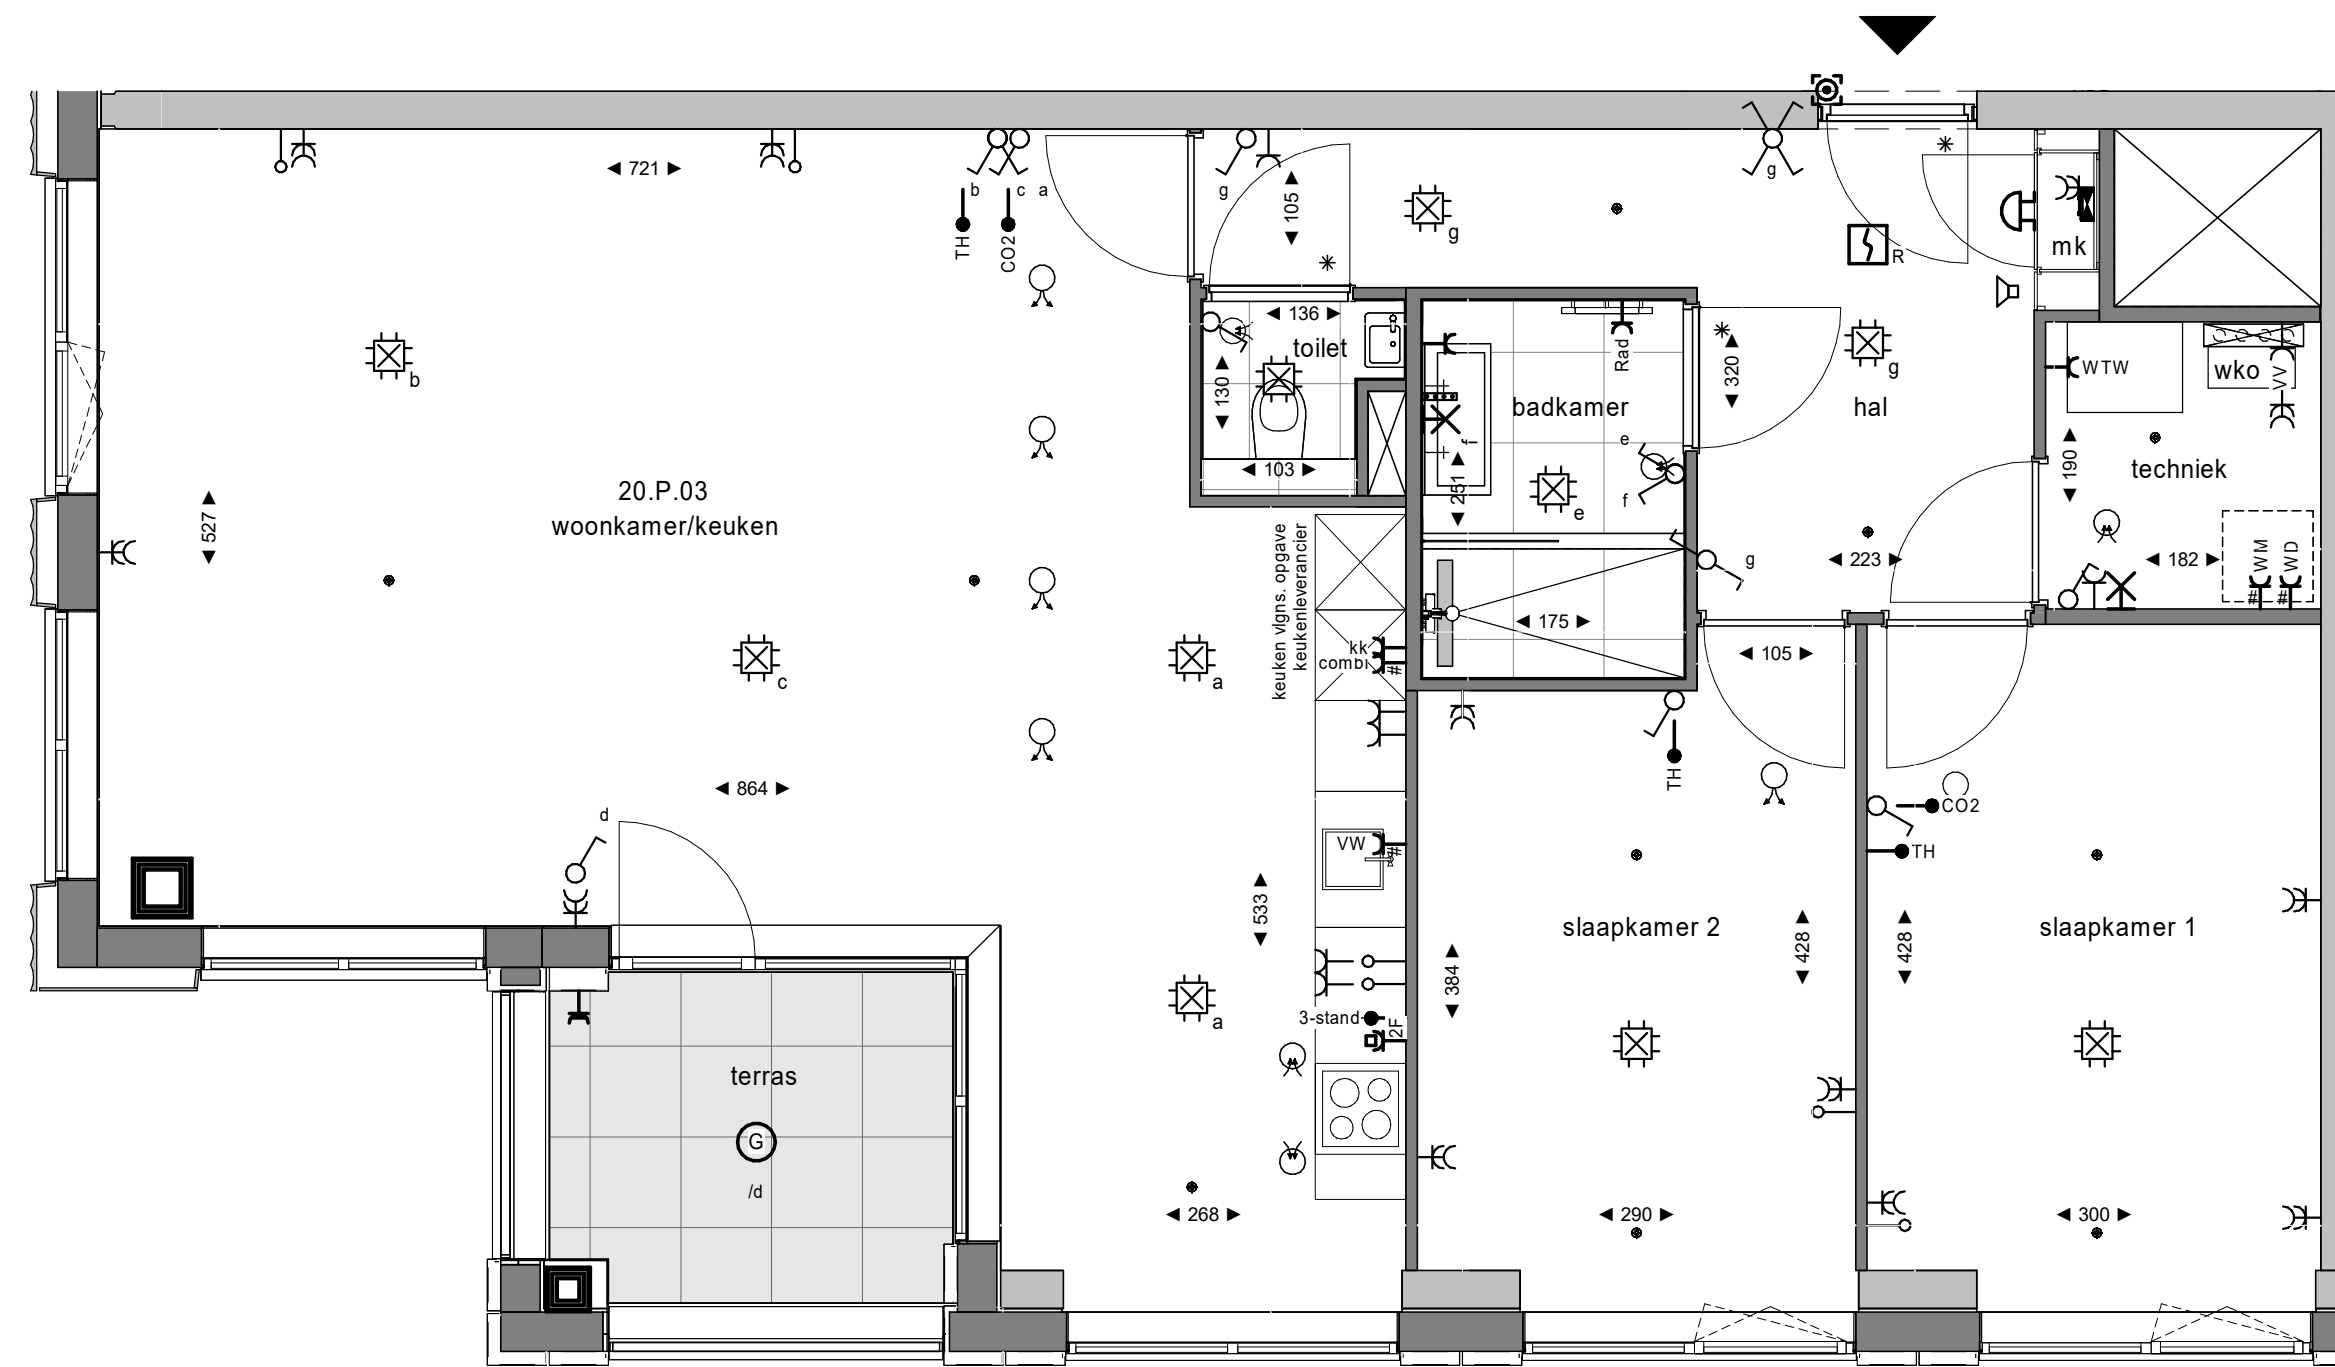 ◄ 721 ►
b
c
a
TH
CO2
g
◄ 105 ►
*
g
g
*
R
mk
b
◄ 136 ►
toilet
◄ 130 ►
◄ 103 ►
Rad
badkamer
f
e
f
◄ 251 ►
e
*
◄ 320 ►
g
hal
WTW
wko
VV
◄ 190 ►
techniek
20.P.03
woonkamer/keuken
◄ 527 ►
keuken vlgns. opgave
keukenleverancier
◄ 175 ►
g
◄ 223 ►
◄ 182 ►
WM
WD
#
#
kk
combi
#
c
a
◄ 105 ►
TH
CO2
TH
◄ 864 ►
d
VW
#
◄ 533 ►
slaapkamer 2
◄ 428 ►
◄ 428 ►
slaapkamer 1
◄ 384 ►
a
3-stand
2F
terras
G
/d
◄ 268 ►
◄ 290 ►
◄ 300 ►